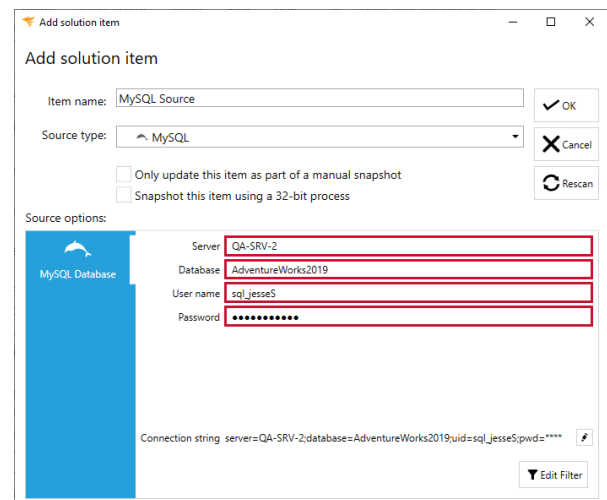 Add solution item
Add solution item
Item name: MySQL Source
OK
Source type: MySQL
Cancel
Only update this item as part of a manual snapshot
Rescan
Snapshot this item using a 32-bit process
Source options:
MySQL Database
Server QA-SRV-2
Database AdventureWorks2019
User name sql_jesseS
Password ●●●●●●●●●●●
Connection string server=QA-SRV-2;database=AdventureWorks2019;uid=sql_jesseS;pwd=****
Edit Filter